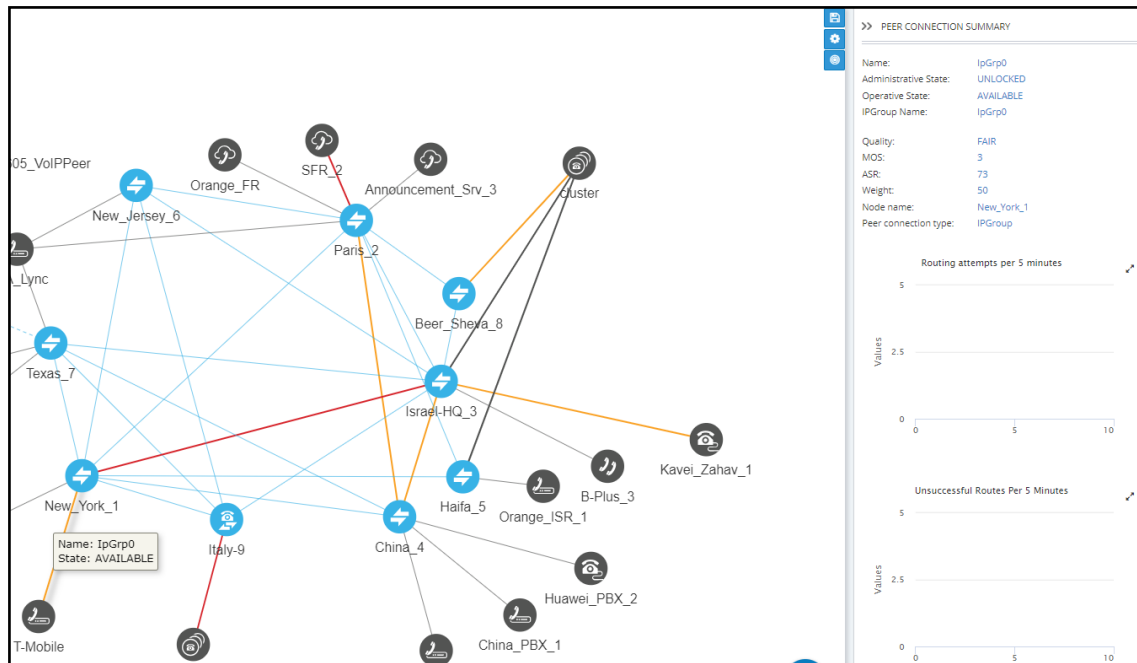 PEER CONNECTION SUMMARY
Name: IpGrp0
Administrative State: UNLOCKED
Operative State: AVAILABLE
IPGroup Name: IpGrp0
Quality: FAIR
MOS: 3
ASR: 73
Weight: 50
Node name: New_York_1
Peer connection type: IPGroup
Routing attempts per 5 minutes
5
2.5
0
Values
0 5 10
Unsuccessful Routes Per 5 Minutes
5
2.5
0
Values
0 5 10
05_VoIPPeer
Orange_FR
SFR_2
Announcement_Srv_3
cluster
New_Jersey_6
Paris_2
_Lync
Beer_Sheva_8
Texas_7
Israel-HQ_3
Kavei_Zahav_1
B-Plus_3
New_York_1
Haifa_5
Orange_ISR_1
Italy-9
China_4
Name: IpGrp0
State: AVAILABLE
Huawei_PBX_2
T-Mobile
China_PBX_1